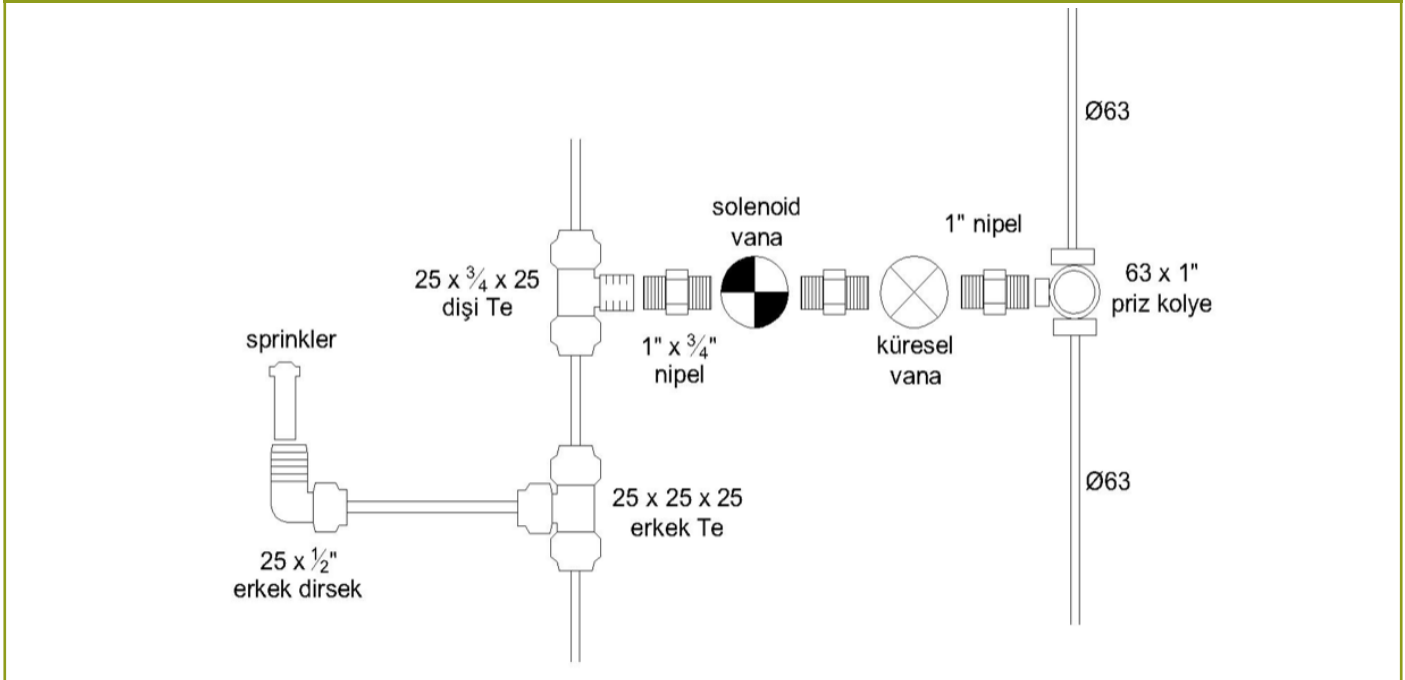 Ø63
solenoid
vana
1" nipel
25 x ¾ x 25
dişi Te
63 x 1"
priz kolye
sprinkler
1" x ¾"
nipel
küresel
vana
Ø63
25 x 25 x 25
erkek Te
25 x ½"
erkek dirsek